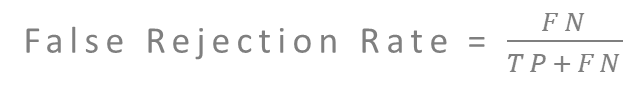 False Rejection Rate = FN
TP+FN